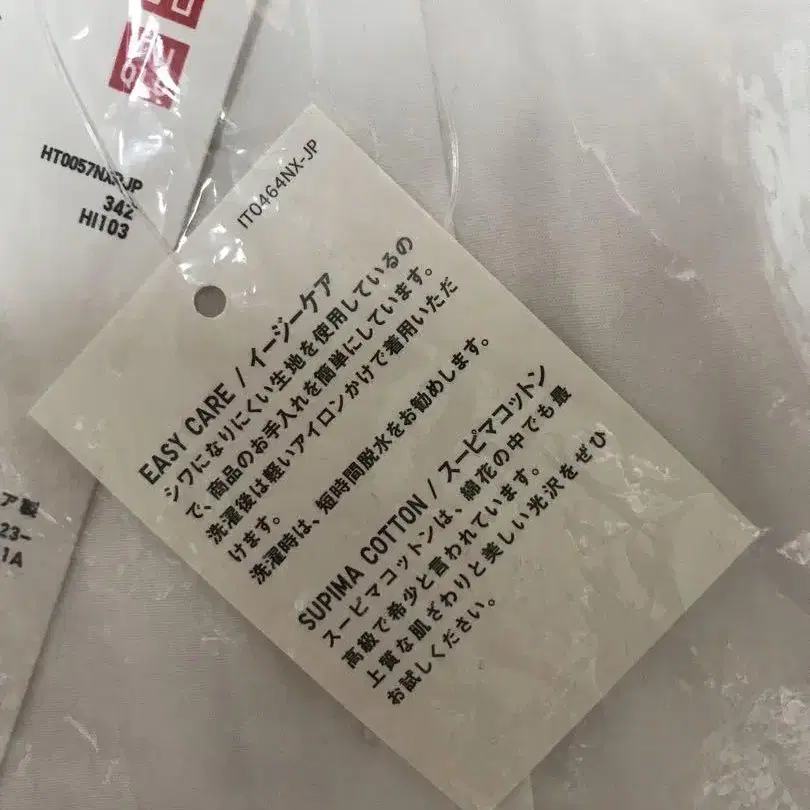 UNI
QLO
HT0057NXP-JP
342
HI103
IT0464NX-JP
EASY CARE / イージーケア
シワになりにくい生地を使用しているの
で、商品のお手入れを簡単にしています。
洗濯後は軽いアイロンかけで着用いただ
けます。
洗濯時は、短時間脱水をお勧めします。
SUPIMA COTTON / スーピマコットン
スーピマコットンは、綿花の中でも最
高級で希少と言われています。
上質な肌ざわりと美しい光沢をぜひ
お試しください。
ア製
23-
1A